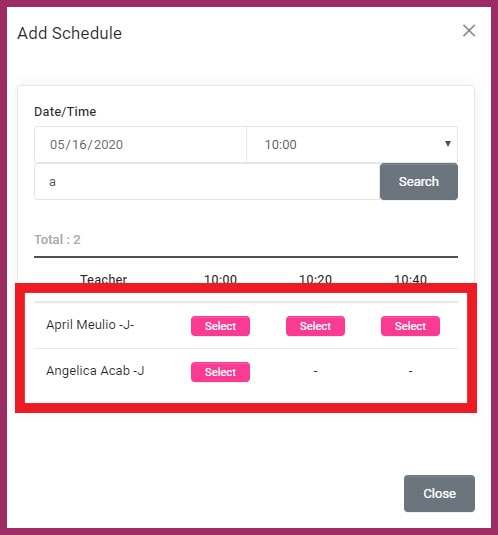 Add Schedule
Date/Time
05/16/2020 10:00
a Search
Total : 2
Teacher 10:00 10:20 10:40
April Meulio -J- Select Select Select
Angelica Acab -J Select - -
Close